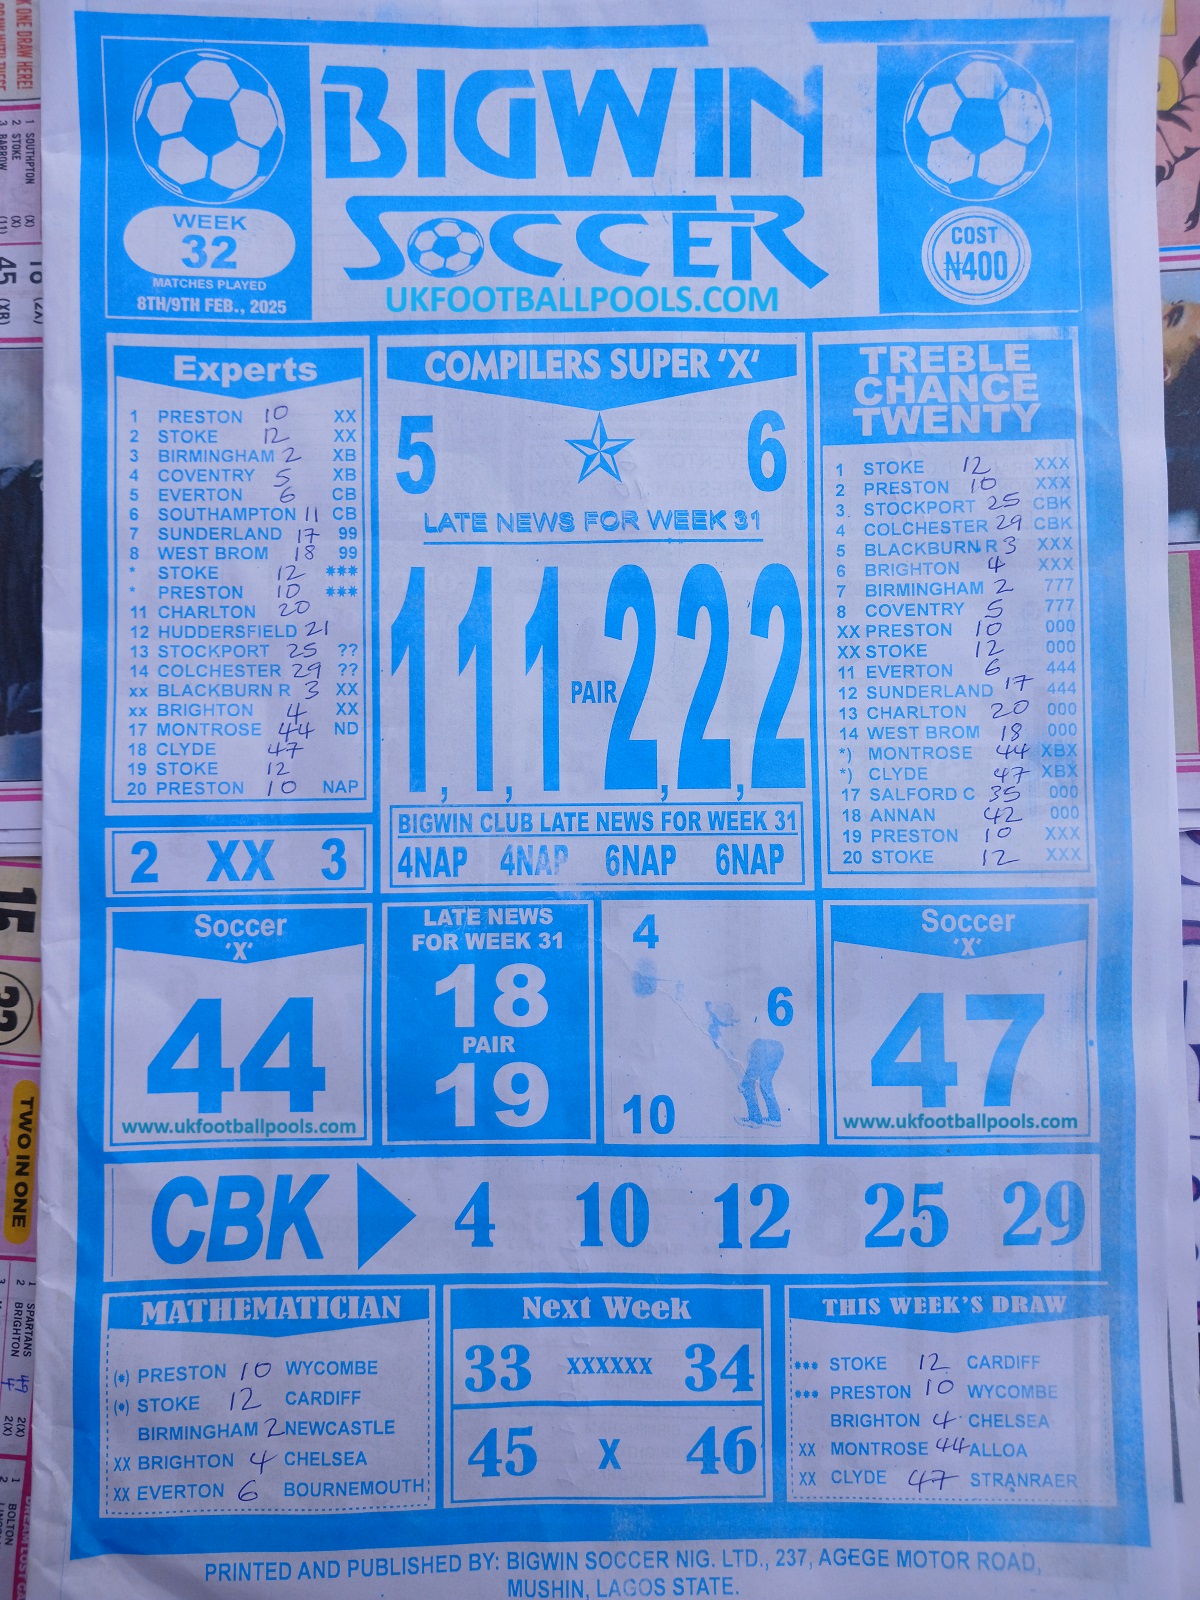 BIGWIN
SOCCER
UKFOOTBALLPOOLS.COM
WEEK
32
MATCHES PLAYED
8TH/9TH FEB., 2025
COST
₦400
Experts
1 PRESTON 10 XX
2 STOKE 12 XX
3 BIRMINGHAM 2 XB
4 COVENTRY 5 XB
5 EVERTON 6 CB
6 SOUTHAMPTON 11 CB
7 SUNDERLAND 17 99
8 WEST BROM 18 99
* STOKE 12 ***
* PRESTON 10 ***
11 CHARLTON 20
12 HUDDERSFIELD 21
13 STOCKPORT 25 ??
14 COLCHESTER 29 ??
xx BLACKBURN R 3 XX
xx BRIGHTON 4 XX
17 MONTROSE 44 ND
18 CLYDE 47
19 STOKE 12
20 PRESTON 10 NAP
2 XX 3
COMPILERS SUPER 'X'
5 6
LATE NEWS FOR WEEK 31
1,1,1 PAIR 2,2,2
BIGWIN CLUB LATE NEWS FOR WEEK 31
4NAP 4NAP 6NAP 6NAP
TREBLE
CHANCE
TWENTY
1 STOKE 12 XXX
2 PRESTON 10 XXX
3. STOCKPORT 25 CBK
4 COLCHESTER 29 CBK
5 BLACKBURN R 3 XXX
6 BRIGHTON 4 XXX
7 BIRMINGHAM 2 777
8 COVENTRY 5 777
XX PRESTON 10 000
XX STOKE 12 000
11 EVERTON 6 444
12 SUNDERLAND 17 444
13 CHARLTON 20 000
14 WEST BROM 18 000
*) MONTROSE 44 XBX
*) CLYDE 47 XBX
17 SALFORD C 35 000
18 ANNAN 42 000
19 PRESTON 10 XXX
20 STOKE 12 XXX
Soccer
'X'
44
www.ukfootballpools.com
LATE NEWS
FOR WEEK 31
18
PAIR
19
4
6
10
Soccer
'X'
47
www.ukfootballpools.com
CBK 4 10 12 25 29
MATHEMATICIAN
(*) PRESTON 10 WYCOMBE
(*) STOKE 12 CARDIFF
BIRMINGHAM 2 NEWCASTLE
XX BRIGHTON 4 CHELSEA
XX EVERTON 6 BOURNEMOUTH
Next Week
33 XXXXXX 34
45 X 46
THIS WEEK'S DRAW
*** STOKE 12 CARDIFF
*** PRESTON 10 WYCOMBE
BRIGHTON 4 CHELSEA
XX MONTROSE 44 ALLOA
XX CLYDE 47 STRANRAER
PRINTED AND PUBLISHED BY: BIGWIN SOCCER NIG. LTD., 237, AGEGE MOTOR ROAD,
MUSHIN, LAGOS STATE.
TWO IN ONE